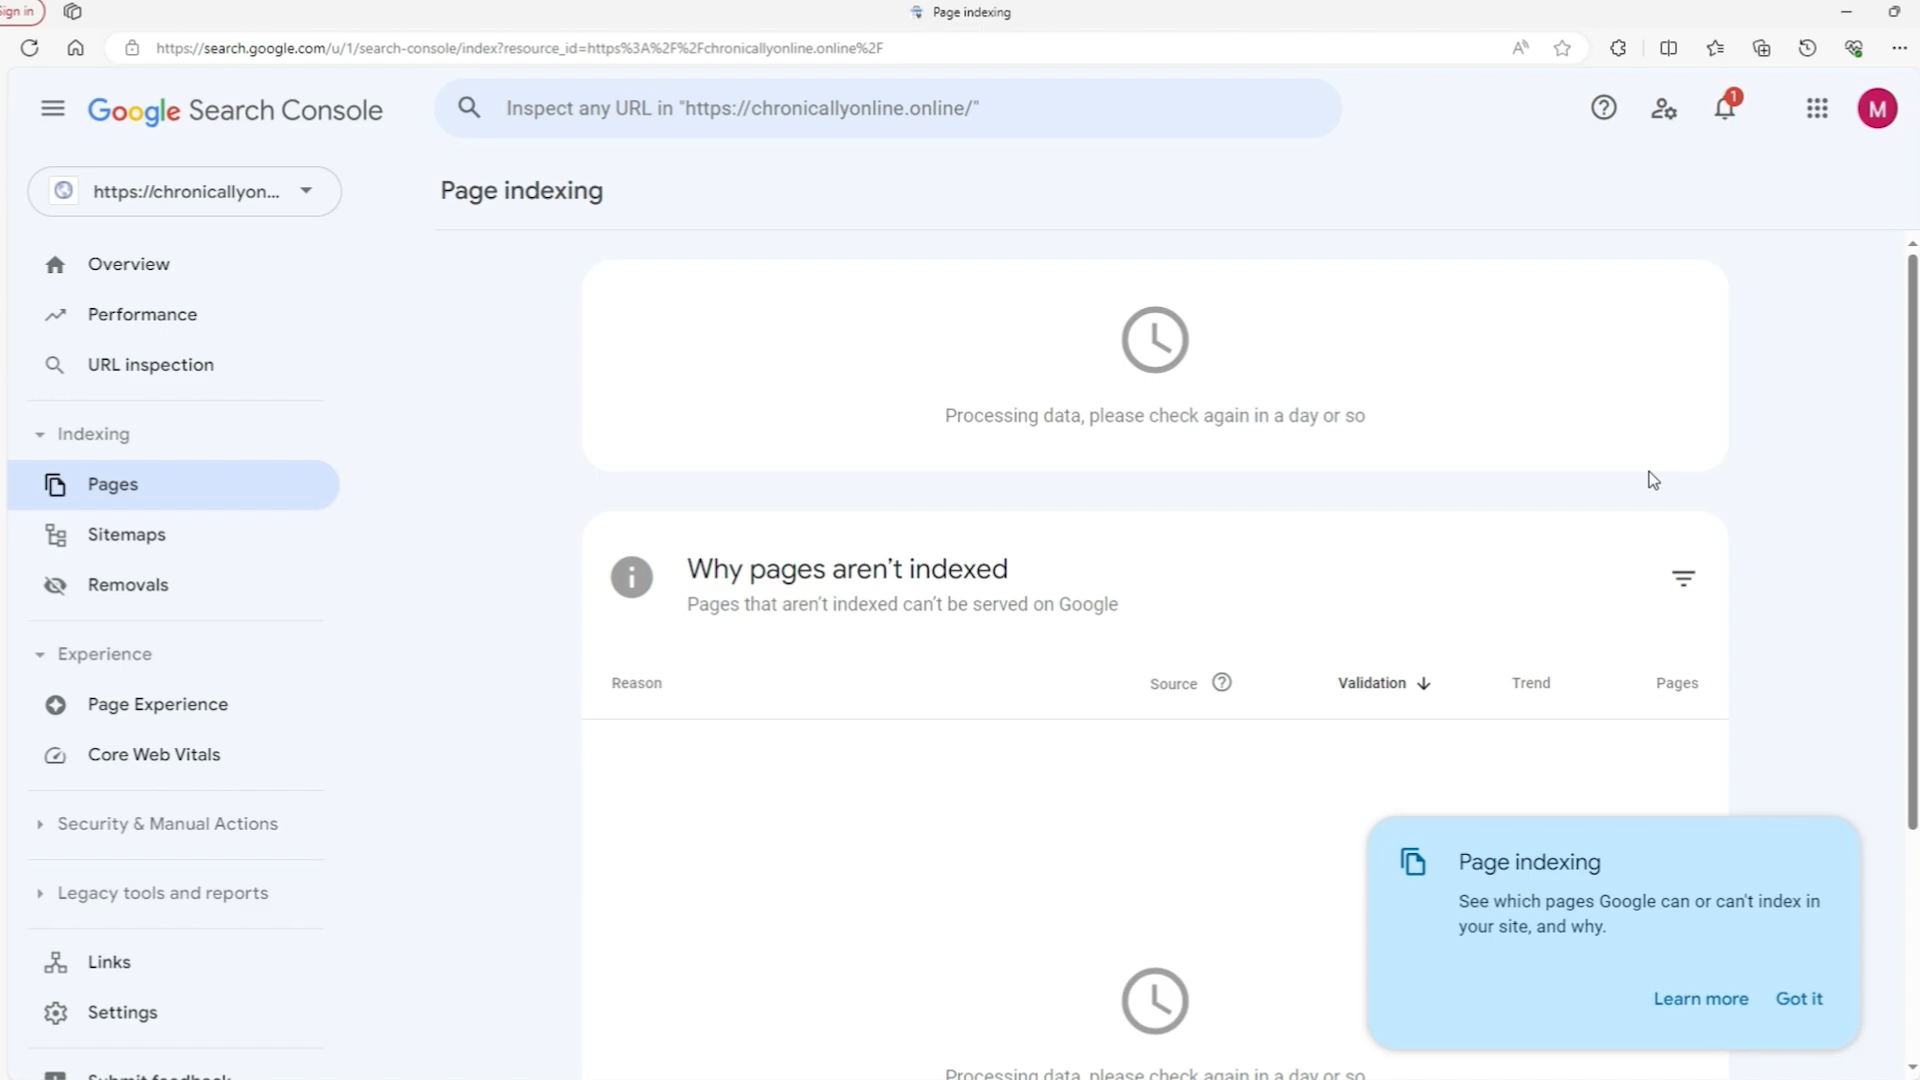 Sign in
Page indexing
https://search.google.com/u/1/search-console/index?resource_id=https%3A%2F%2Fchronicallyonline.online%2F
Google Search Console
Inspect any URL in "https://chronicallyonline.online/"
1
M
https://chronicallyon...
Page indexing
Overview
Performance
URL inspection
Processing data, please check again in a day or so
Indexing
Pages
Sitemaps
Removals
Why pages aren't indexed
Pages that aren't indexed can't be served on Google
Reason
Source
Validation
Trend
Pages
Experience
Page Experience
Core Web Vitals
Security & Manual Actions
Legacy tools and reports
Links
Settings
Submit feedback
Page indexing
See which pages Google can or can't index in
your site, and why.
Learn more
Got it
Processing data, please check again in a day or so